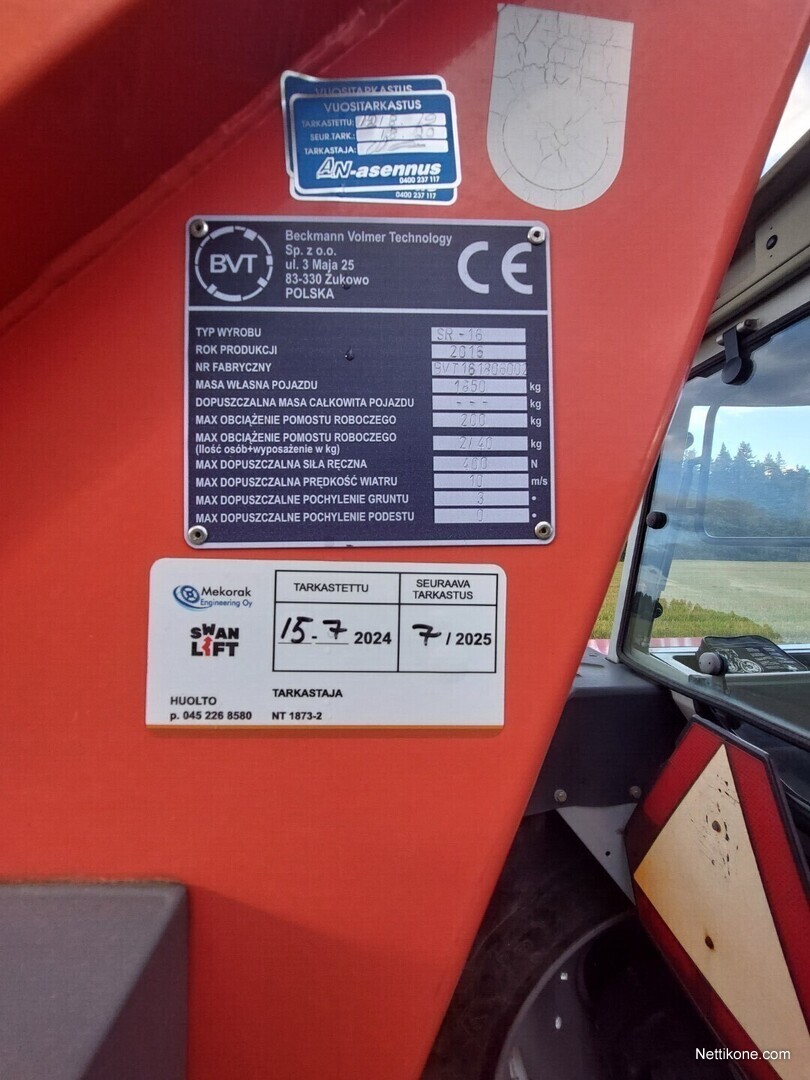 VUOSITARKASTUS
VUOSITARKASTUS
TARKASTETTU:
SEUR.TARK.:
TARKASTAJA:
AN-asennus
0400 237 117
0400 237 117
BVT
Beckmann Volmer Technology
Sp. z o.o.
ul. 3 Maja 25
83-330 Żukowo
POLSKA
CE
TYP WYROBU SR-16
ROK PRODUKCJI 2016
NR FABRYCZNY
MASA WŁASNA POJAZDU 1650 kg
DOPUSZCZALNA MASA CAŁKOWITA POJAZDU --- kg
MAX OBCIĄŻENIE POMOSTU ROBOCZEGO 200 kg
MAX OBCIĄŻENIE POMOSTU ROBOCZEGO
(Ilość osób+wyposażenie w kg) 2/40 kg
MAX DOPUSZCZALNA SIŁA RĘCZNA 400 N
MAX DOPUSZCZALNA PRĘDKOŚĆ WIATRU 10 m/s
MAX DOPUSZCZALNE POCHYLENIE GRUNTU 3 °
MAX DOPUSZCZALNE POCHYLENIE PODESTU 0 °
Mekorak
Engineering Oy
SWAN
LIFT
TARKASTETTU
15.7 2024
SEURAAVA
TARKASTUS
7 / 2025
HUOLTO
p. 045 226 8580
TARKASTAJA
NT 1873-2
Nettikone.com